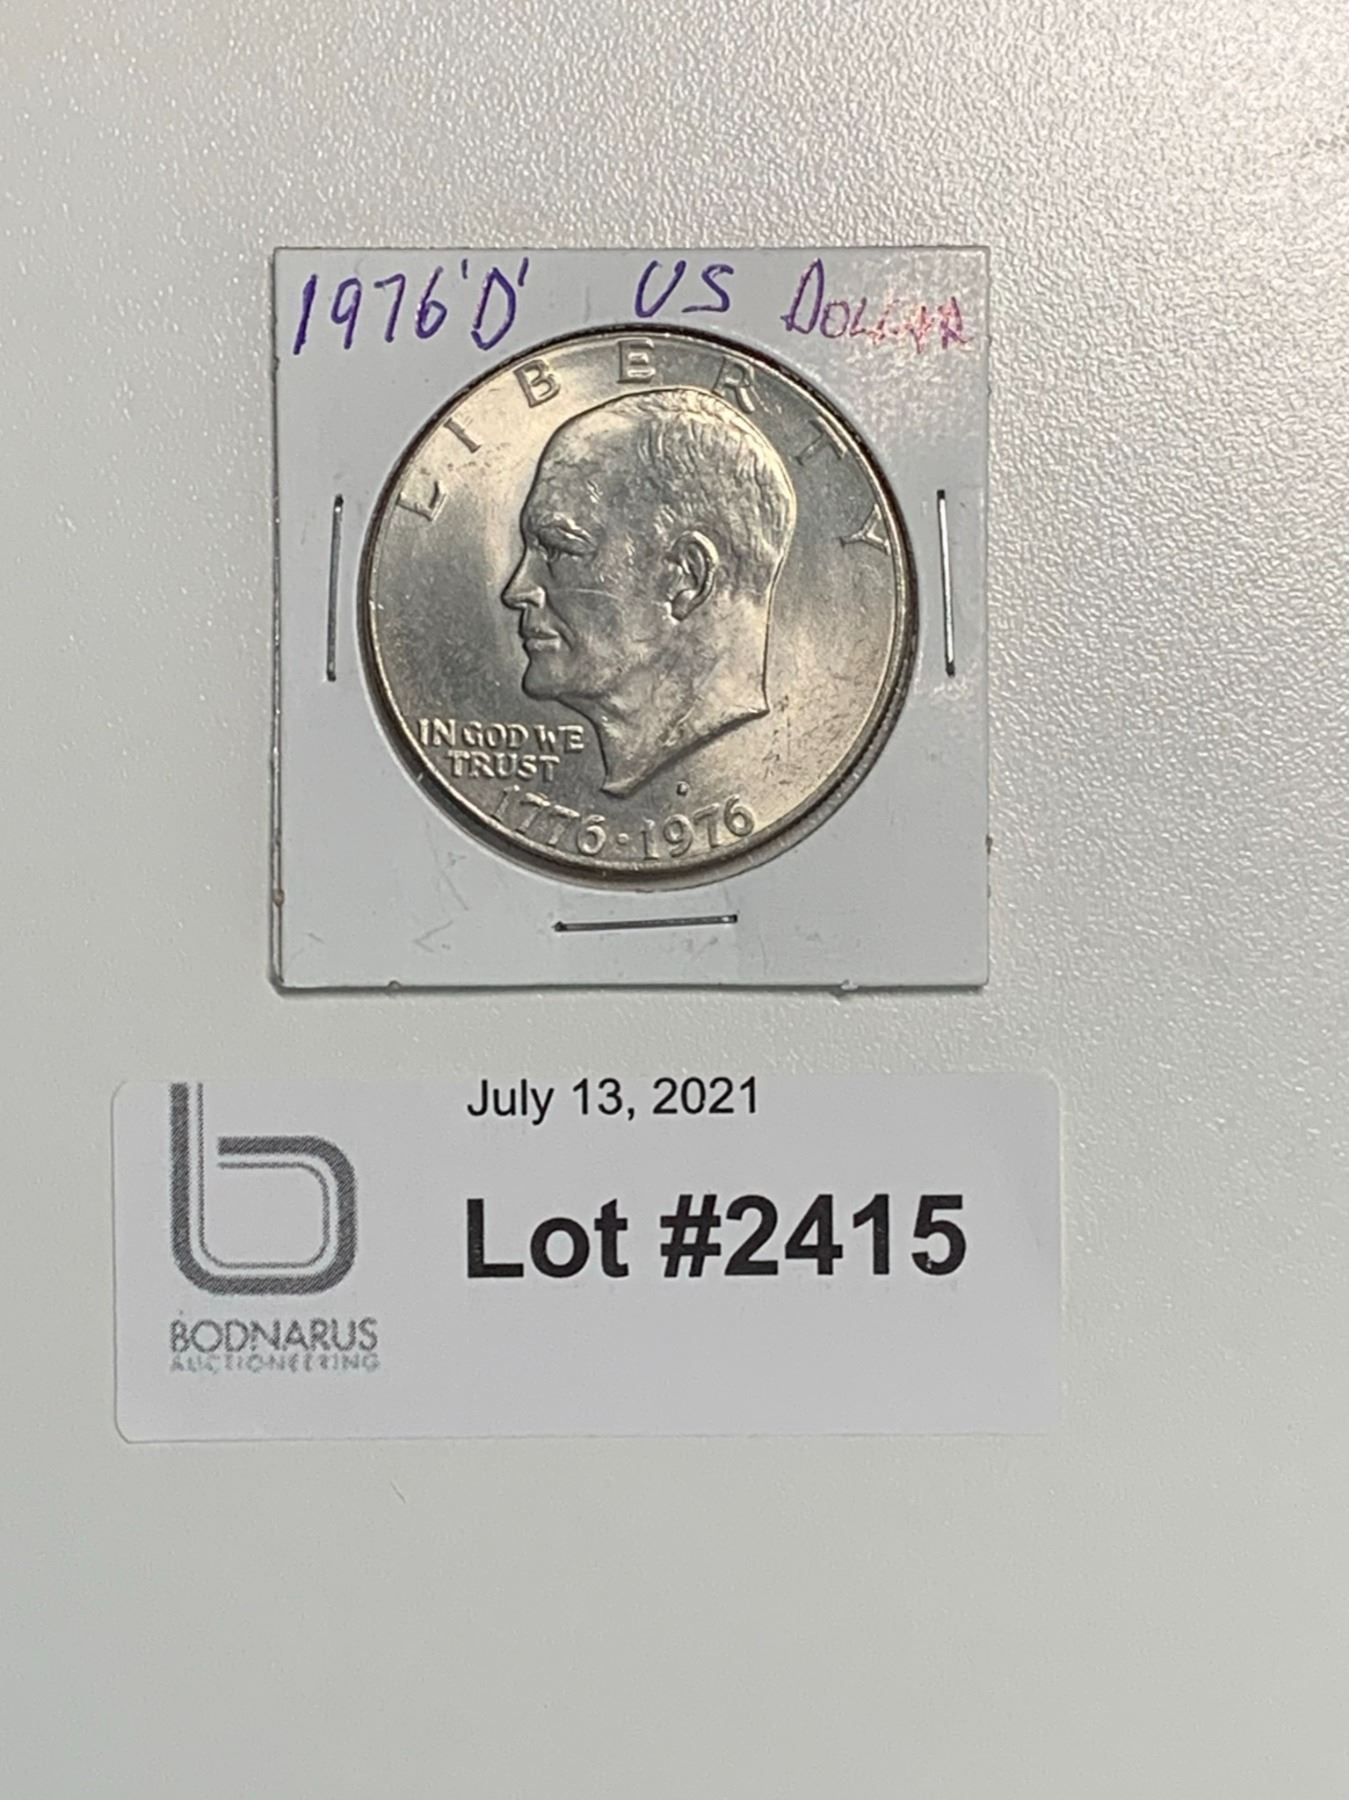 1976 'D' US DOLLAR
LIBERTY
IN GOD WE
TRUST
1776·1976
July 13, 2021
Lot #2415
BODNARUS
AUCTIONEERING